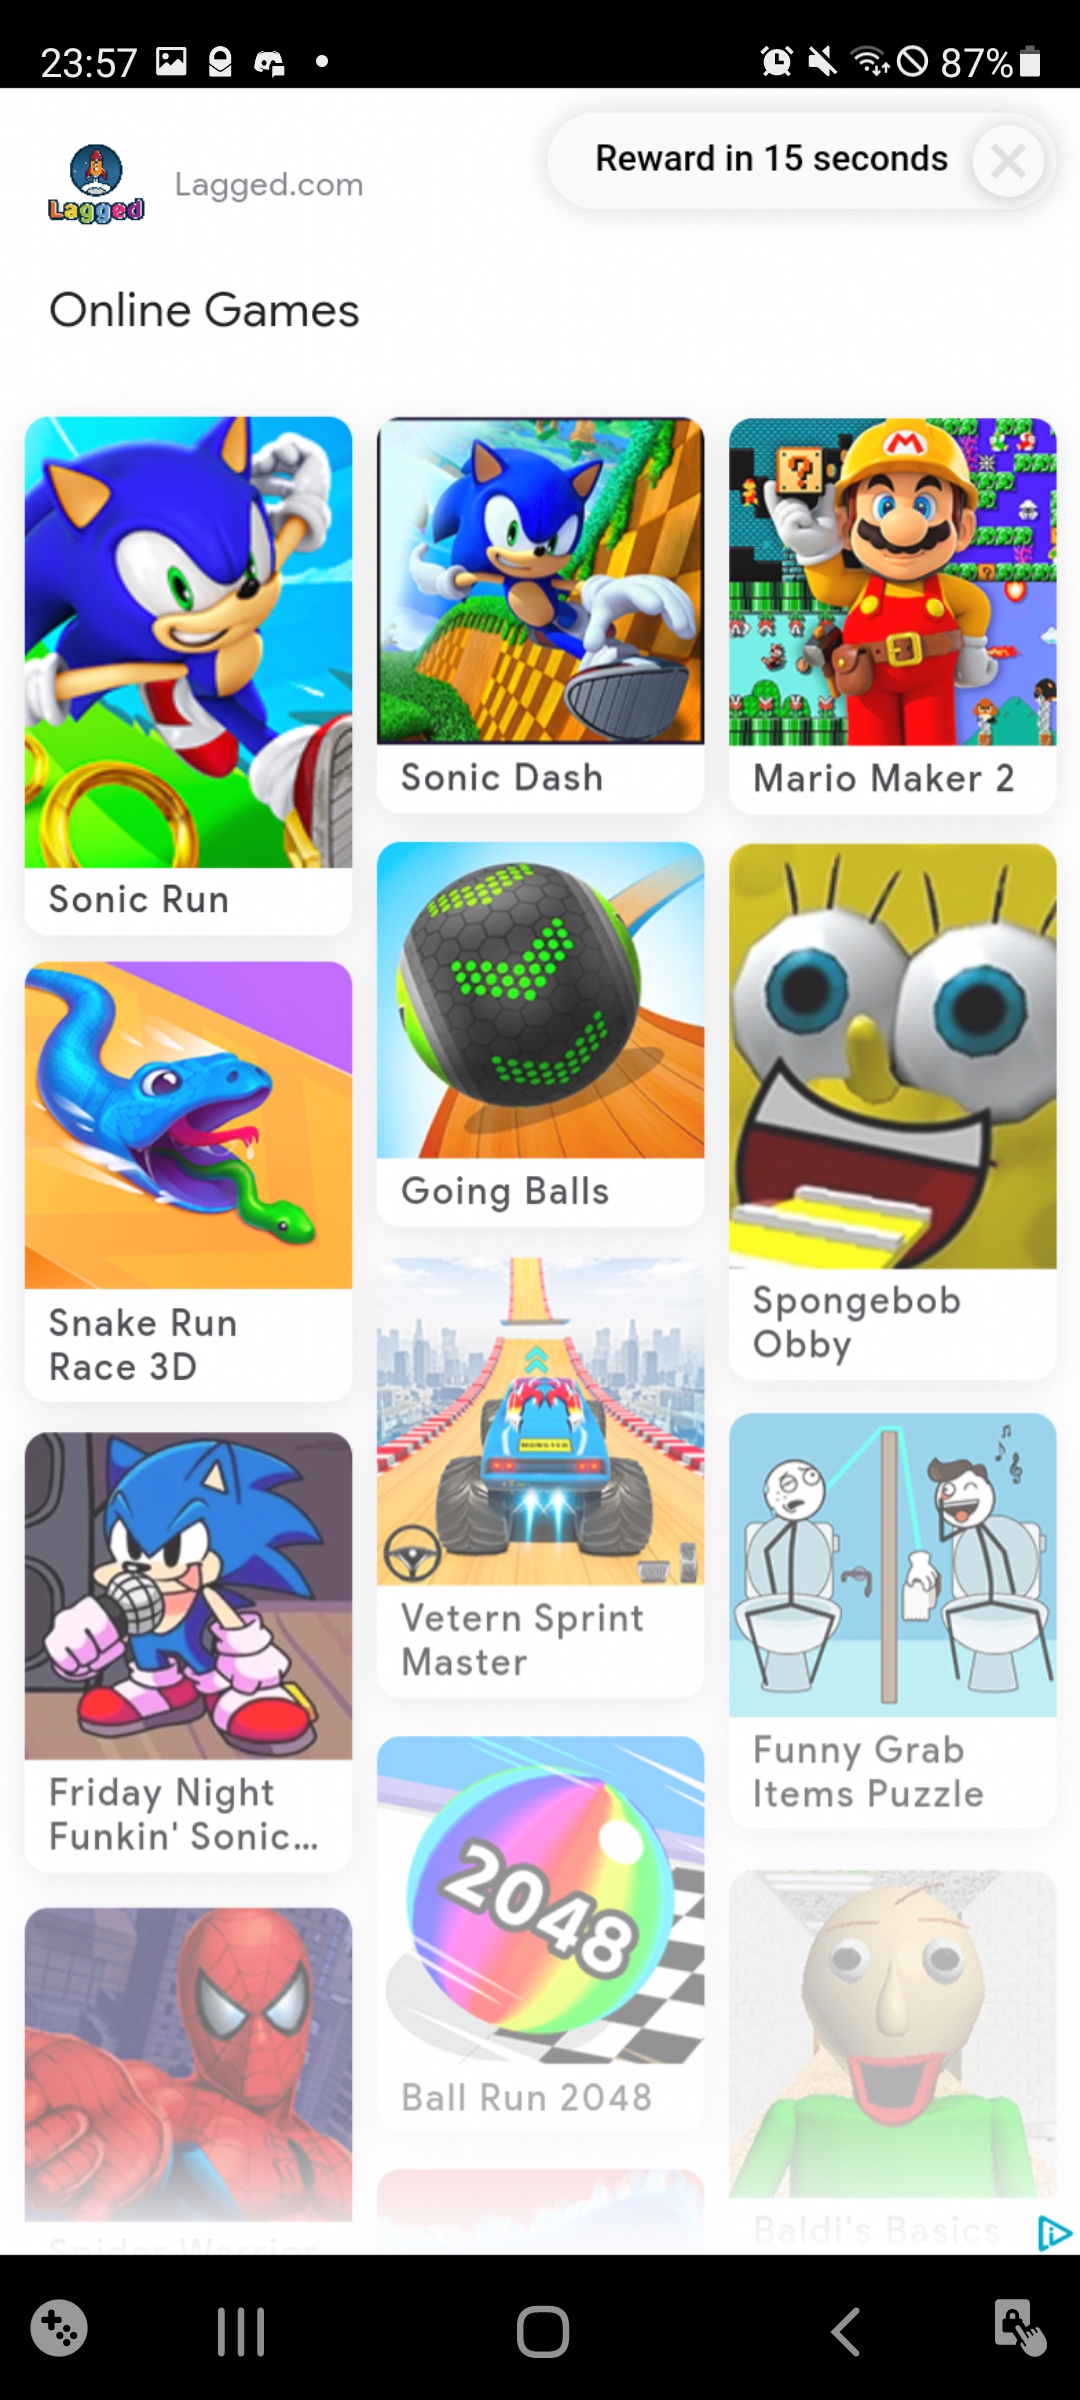 23:57
87%
Lagged
Lagged.com
Reward in 15 seconds
Online Games
M
?
Sonic Run
Sonic Dash
Mario Maker 2
Snake Run
Race 3D
Going Balls
Spongebob
Obby
MONSTER
Vetern Sprint
Master
Friday Night
Funkin' Sonic...
Funny Grab
Items Puzzle
2048
Ball Run 2048
Spider Warrior
Baldi's Basics